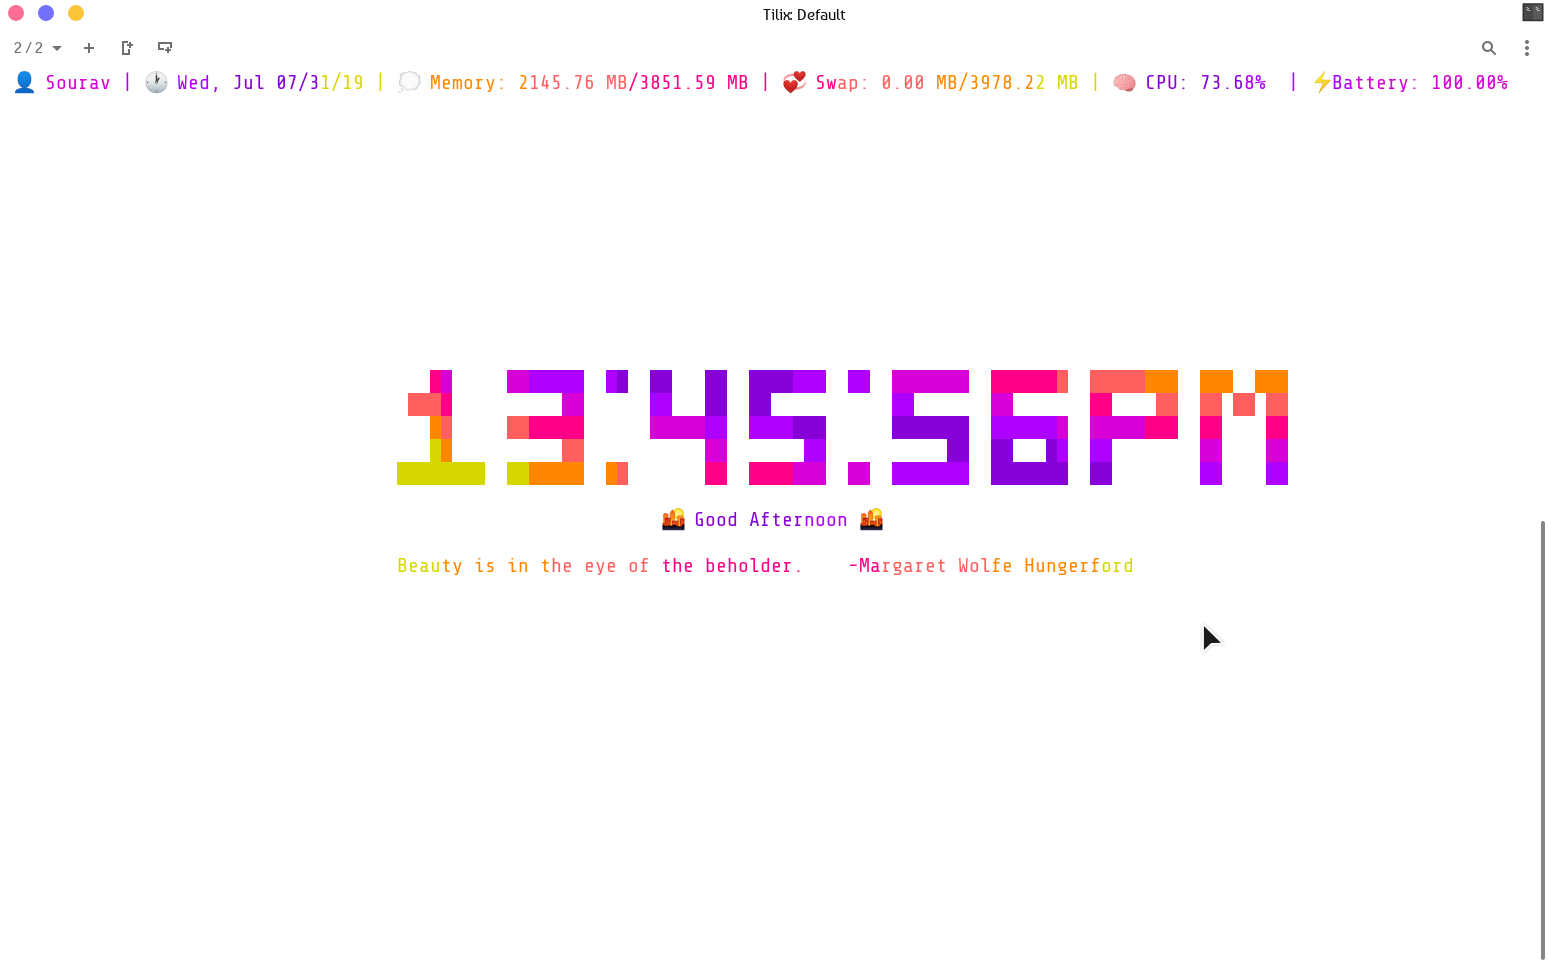 Tilix: Default
2 / 2
Sourav | Wed, Jul 07/31/19 | Memory: 2145.76 MB/3851.59 MB | Swap: 0.00 MB/3978.22 MB | CPU: 73.68% | Battery: 100.00%
13:45:56PM
Good Afternoon
Beauty is in the eye of the beholder. -Margaret Wolfe Hungerford